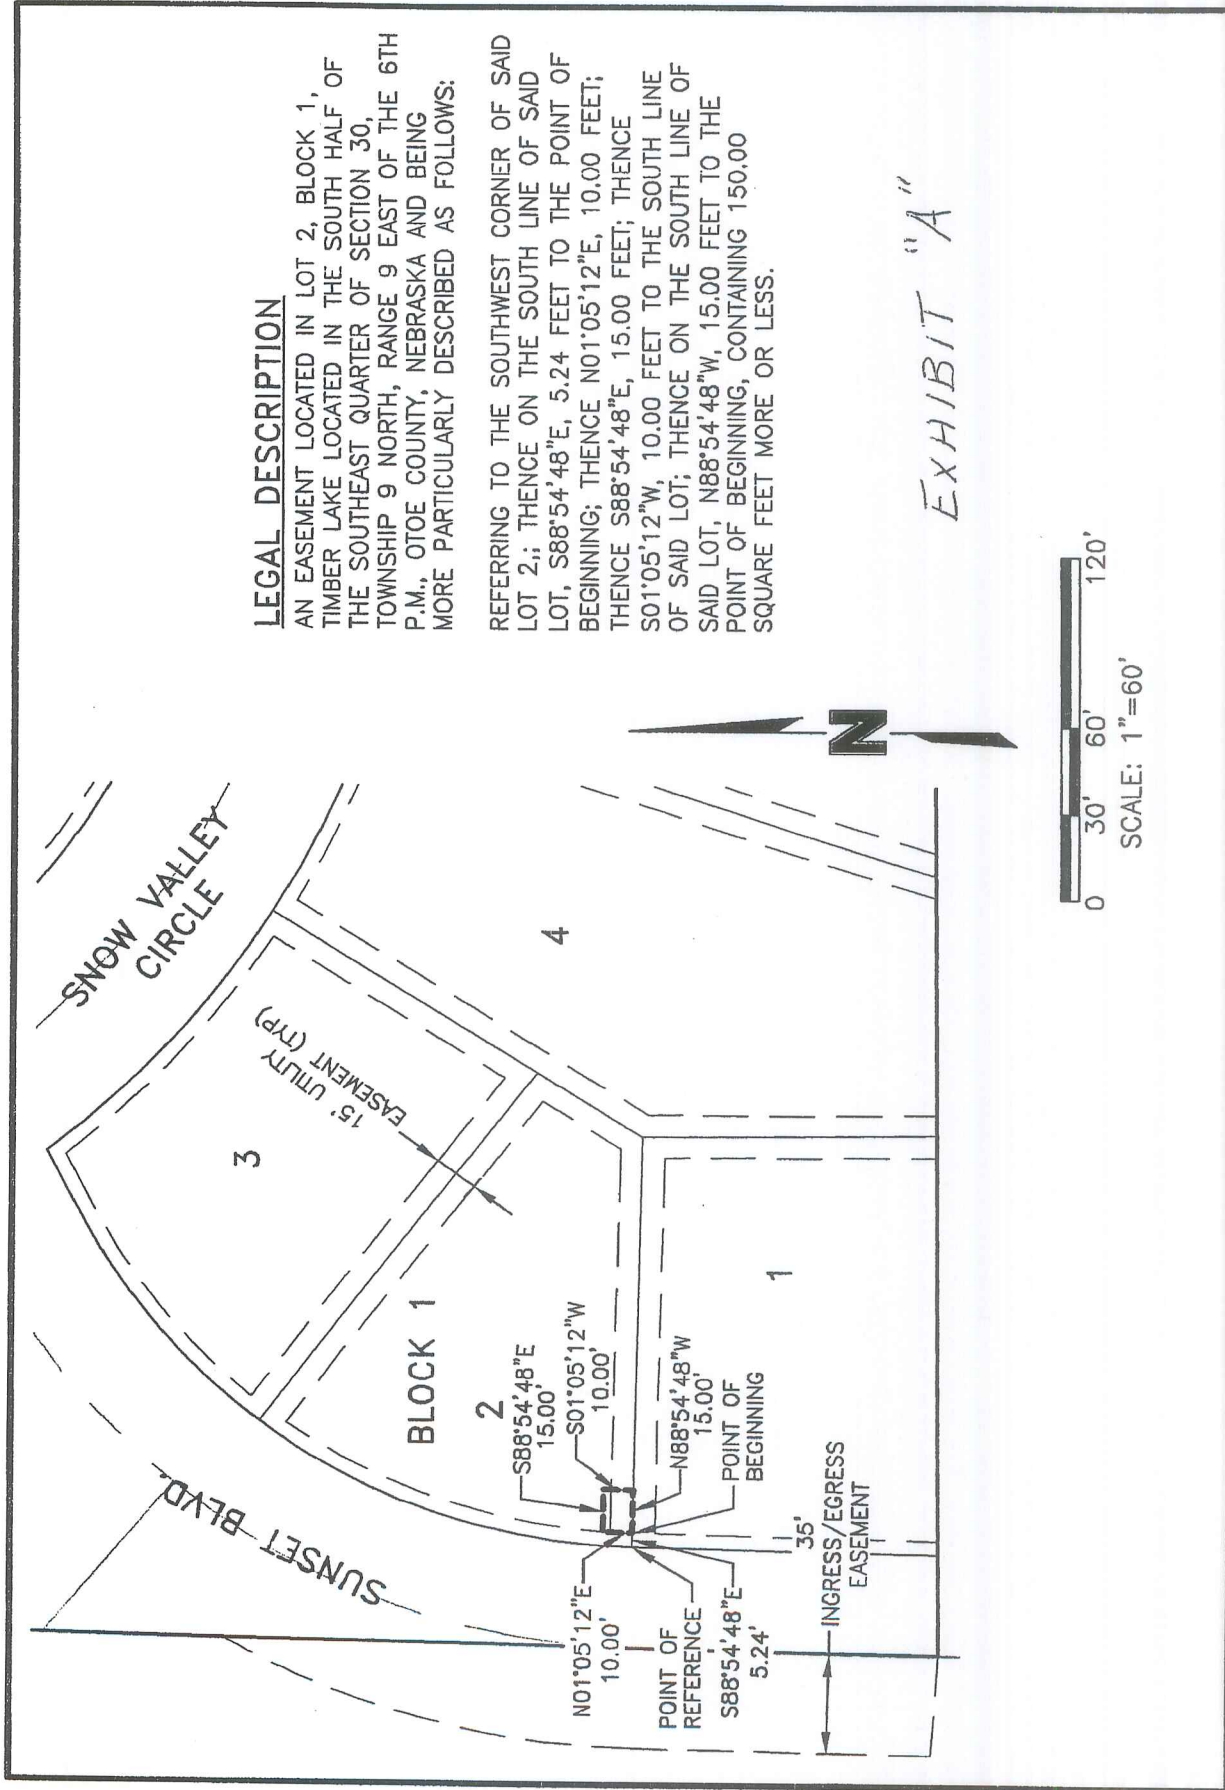 LEGAL DESCRIPTION
AN EASEMENT LOCATED IN LOT 2, BLOCK 1,
TIMBER LAKE LOCATED IN THE SOUTH HALF OF
THE SOUTHEAST QUARTER OF SECTION 30,
TOWNSHIP 9 NORTH, RANGE 9 EAST OF THE 6TH
P.M., OTOE COUNTY, NEBRASKA AND BEING
MORE PARTICULARLY DESCRIBED AS FOLLOWS:
REFERRING TO THE SOUTHWEST CORNER OF SAID
LOT 2,; THENCE ON THE SOUTH LINE OF SAID
LOT, S88°54'48"E, 5.24 FEET TO THE POINT OF
BEGINNING; THENCE N01°05'12"E, 10.00 FEET;
THENCE S88°54'48"E, 15.00 FEET; THENCE
S01°05'12"W, 10.00 FEET TO THE SOUTH LINE
OF SAID LOT; THENCE ON THE SOUTH LINE OF
SAID LOT, N88°54'48"W, 15.00 FEET TO THE
POINT OF BEGINNING, CONTAINING 150.00
SQUARE FEET MORE OR LESS.
EXHIBIT "A"
SNOW VALLEY
CIRCLE
SUNSET BLVD.
3
15' UTILITY
EASEMENT (TYP)
4
BLOCK 1
2
S88°54'48"E
15.00'
S01°05'12"W
10.00'
N01°05'12"E
10.00'
N88°54'48"W
15.00'
POINT OF
REFERENCE
POINT OF
BEGINNING
S88°54'48"E
5.24'
1
35'
INGRESS/EGRESS
EASEMENT
N
0
30'
60'
120'
SCALE: 1"=60'